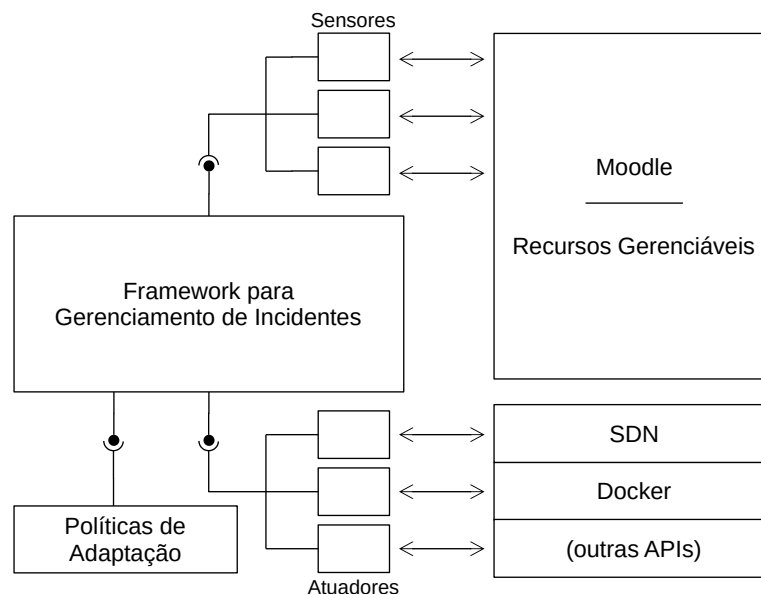 Sensores
Moodle
Recursos Gerenciáveis
Framework para
Gerenciamento de Incidentes
SDN
Docker
(outras APIs)
Políticas de
Adaptação
Atuadores